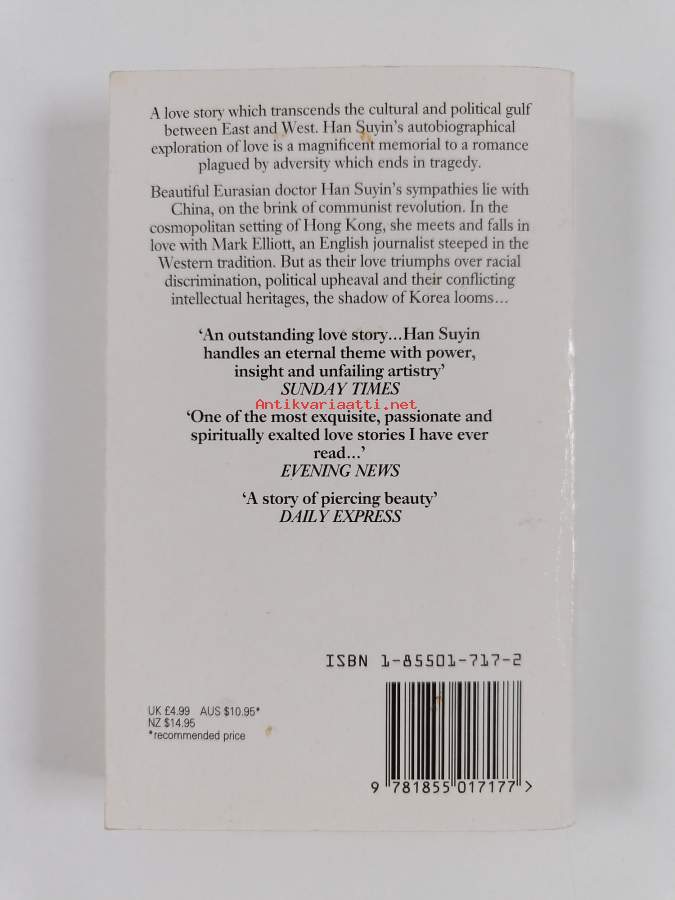 A love story which transcends the cultural and political gulf
between East and West. Han Suyin's autobiographical
exploration of love is a magnificent memorial to a romance
plagued by adversity which ends in tragedy.
Beautiful Eurasian doctor Han Suyin's sympathies lie with
China, on the brink of communist revolution. In the
cosmopolitan setting of Hong Kong, she meets and falls in
love with Mark Elliott, an English journalist steeped in the
Western tradition. But as their love triumphs over racial
discrimination, political upheaval and their conflicting
intellectual heritages, the shadow of Korea looms…
‘An outstanding love story…Han Suyin
handles an eternal theme with power,
insight and unfailing artistry’
SUNDAY TIMES
Antikvariaatti.net
‘One of the most exquisite, passionate and
spiritually exalted love stories I have ever
read…’
EVENING NEWS
‘A story of piercing beauty’
DAILY EXPRESS
ISBN 1-85501-717-2
UK £4.99 AUS $10.95*
NZ $14.95
*recommended price
9 781855 017177 >